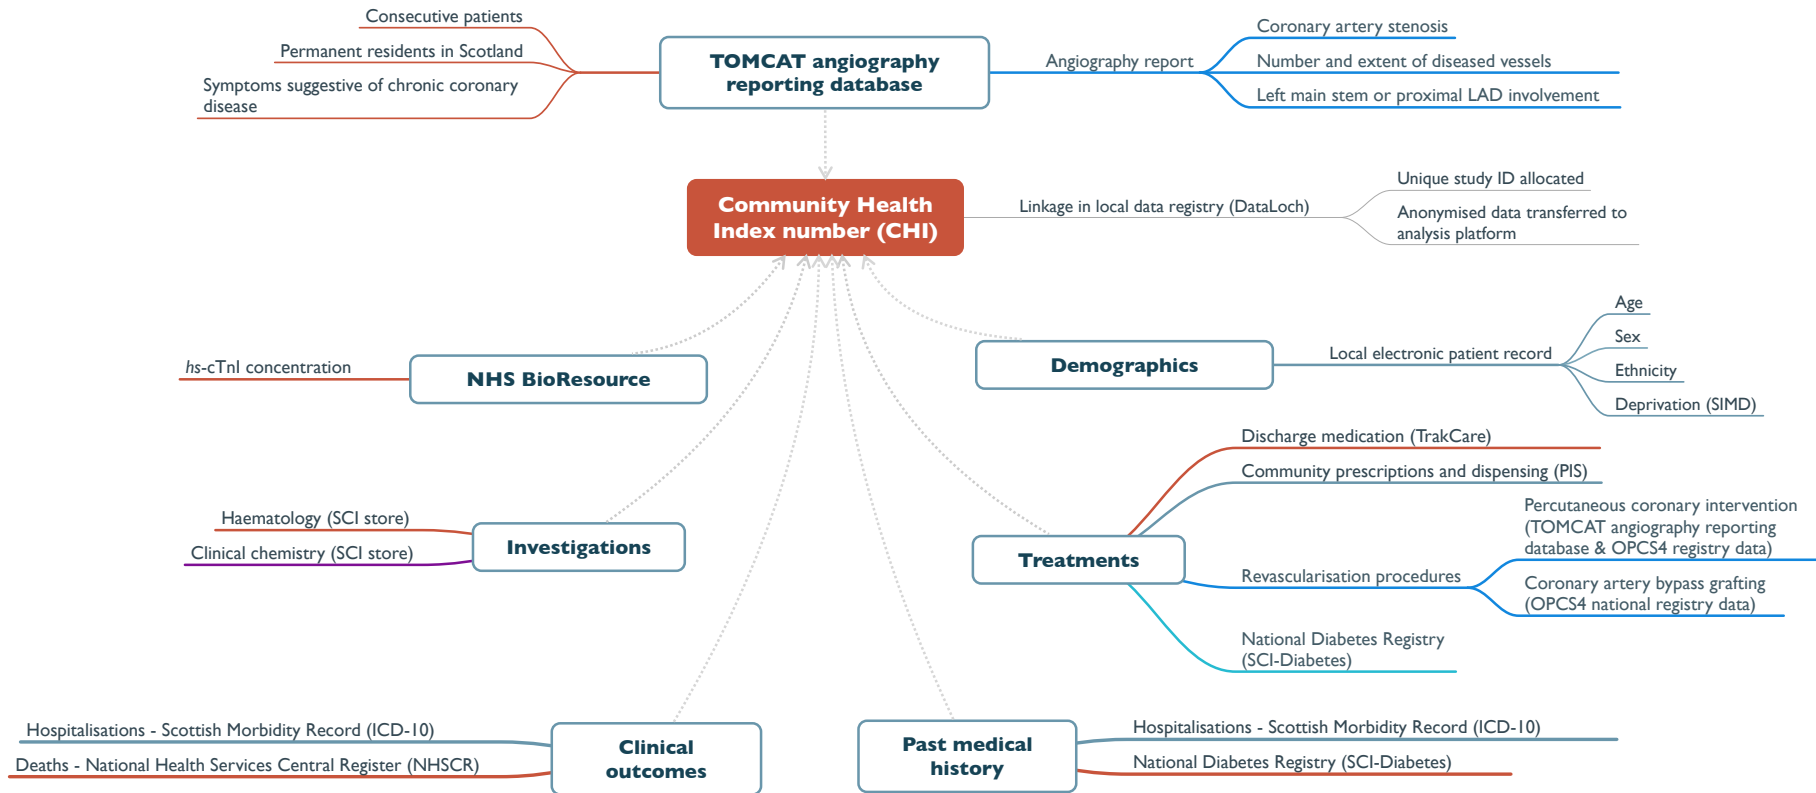 Consecutive patients
Permanent residents in Scotland
Symptoms suggestive of chronic coronary
disease
TOMCAT angiography
reporting database
Angiography report
Coronary artery stenosis
Number and extent of diseased vessels
Left main stem or proximal LAD involvement
Community Health
Index number (CHI)
Linkage in local data registry (DataLoch)
Unique study ID allocated
Anonymised data transferred to
analysis platform
hs-cTnI concentration
NHS BioResource
Demographics
Local electronic patient record
Age
Sex
Ethnicity
Deprivation (SIMD)
Haematology (SCI store)
Clinical chemistry (SCI store)
Investigations
Treatments
Discharge medication (TrakCare)
Community prescriptions and dispensing (PIS)
Revascularisation procedures
Percutaneous coronary intervention
(TOMCAT angiography reporting
database & OPCS4 registry data)
Coronary artery bypass grafting
(OPCS4 national registry data)
National Diabetes Registry
(SCI-Diabetes)
Hospitalisations - Scottish Morbidity Record (ICD-10)
Deaths - National Health Services Central Register (NHSCR)
Clinical
outcomes
Past medical
history
Hospitalisations - Scottish Morbidity Record (ICD-10)
National Diabetes Registry (SCI-Diabetes)